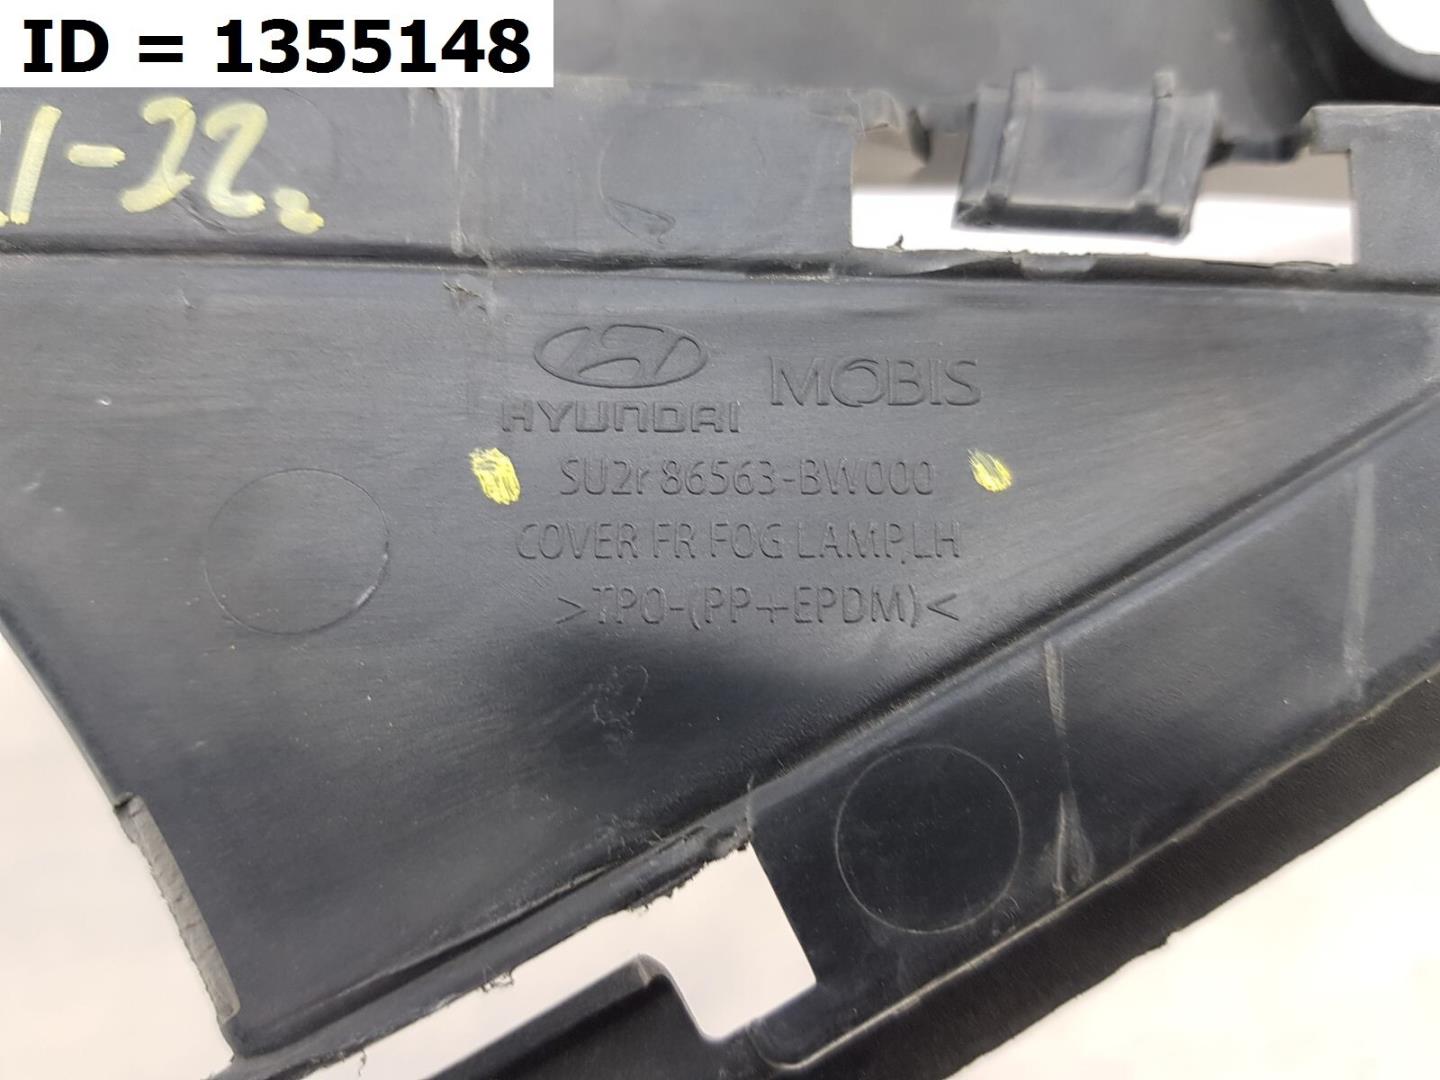 ID = 1355148
1-22.
HYUNDAI MOBIS
SU2r 86563-BW000
COVER FR FOG LAMP,LH
>TPO-(PP+EPDM)<